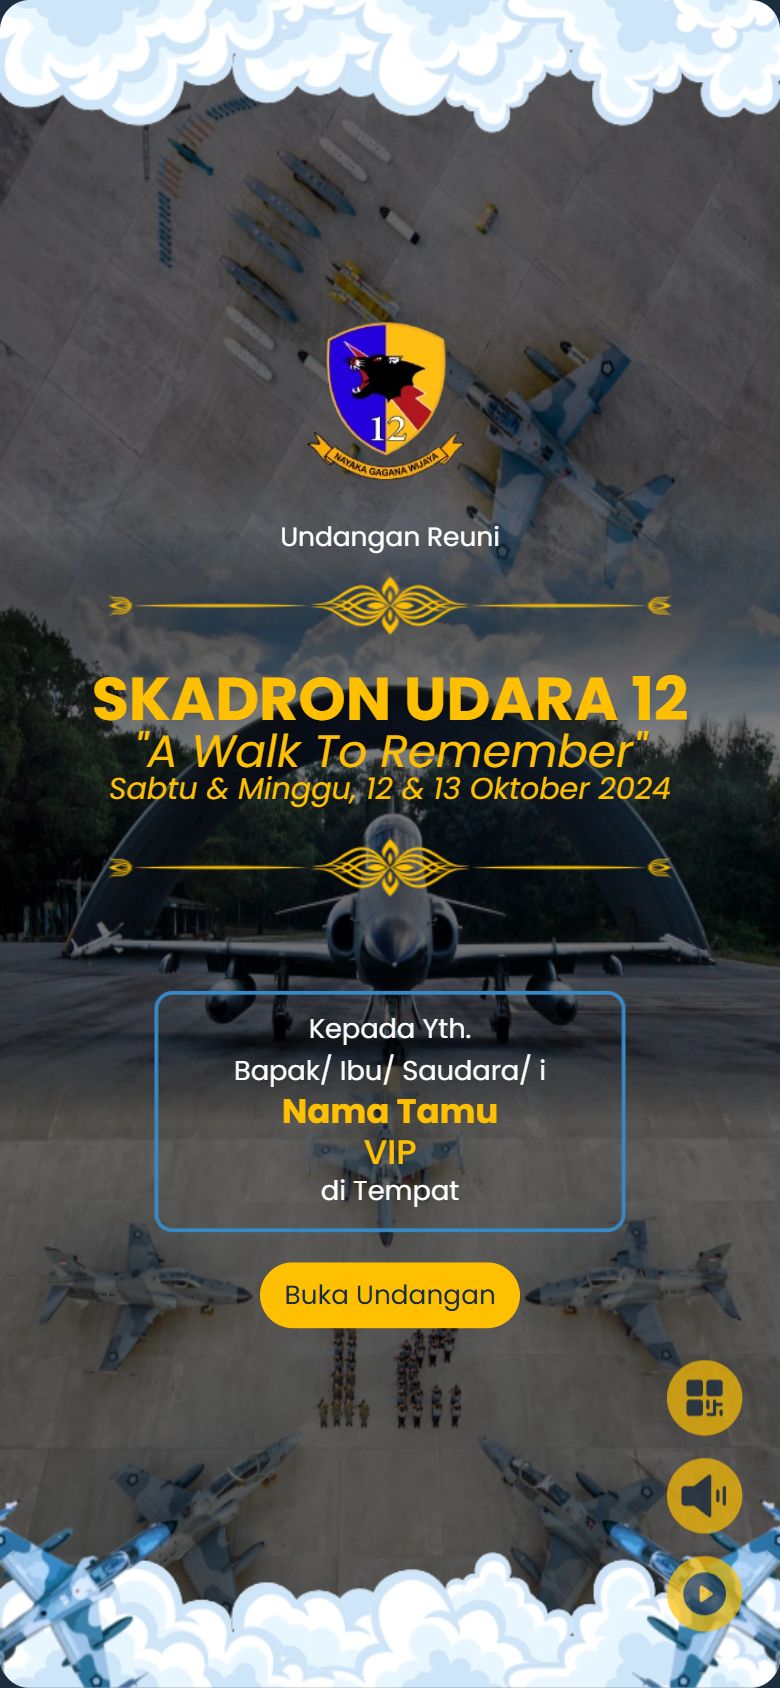 12
NAYAKA GAGANA WIJAYA
Undangan Reuni
SKADRON UDARA 12
"A Walk To Remember"
Sabtu & Minggu, 12 & 13 Oktober 2024
Kepada Yth.
Bapak/ Ibu/ Saudara/ i
Nama Tamu
VIP
di Tempat
Buka Undangan
12